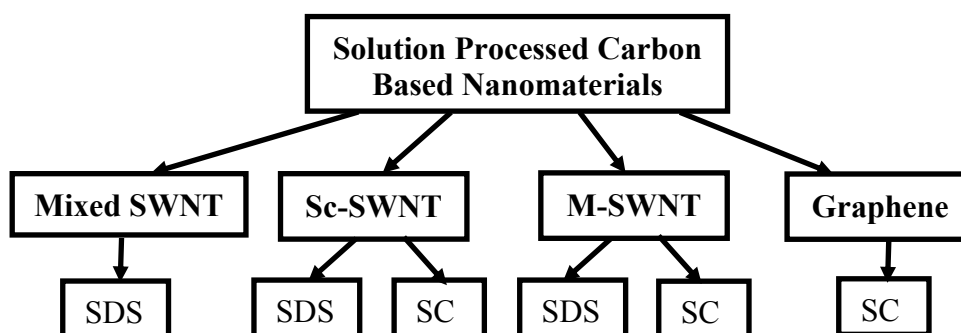 Solution Processed Carbon
Based Nanomaterials
Mixed SWNT
Sc-SWNT
M-SWNT
Graphene
SDS
SDS
SC
SDS
SC
SC